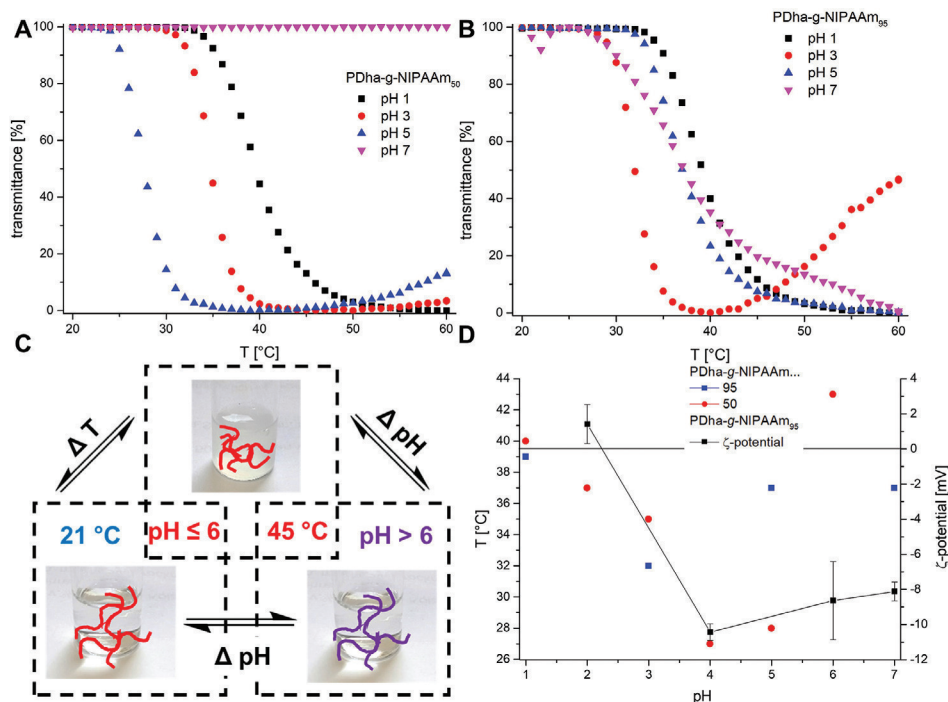 A
PDha-g-NIPAAm50
pH 1
pH 3
pH 5
pH 7
transmittance [%]
100
80
60
40
20
0
20 30 40 50 60
T [°C]
B
PDha-g-NIPAAm95
pH 1
pH 3
pH 5
pH 7
transmittance [%]
100
80
60
40
20
0
20 30 40 50 60
T [°C]
C
Δ T
Δ pH
21 °C
pH ≤ 6
45 °C
pH > 6
Δ pH
D
PDha-g-NIPAAm...
95
50
PDha-g-NIPAAm95
ζ-potential
T [°C]
44
42
40
38
36
34
32
30
28
26
ζ-potential [mV]
4
2
0
-2
-4
-6
-8
-10
-12
1 2 3 4 5 6 7
pH